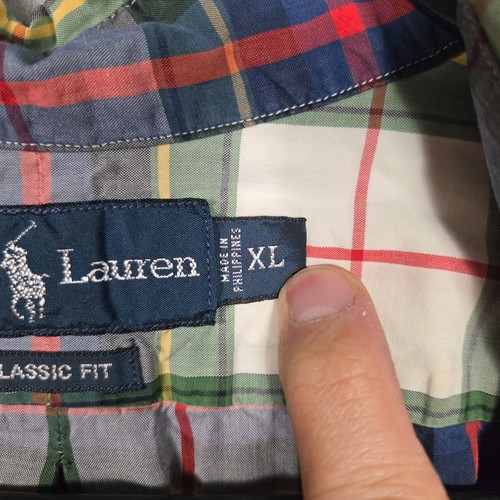 Lauren
MADE IN
PHILIPPINES
XL
LASSIC FIT